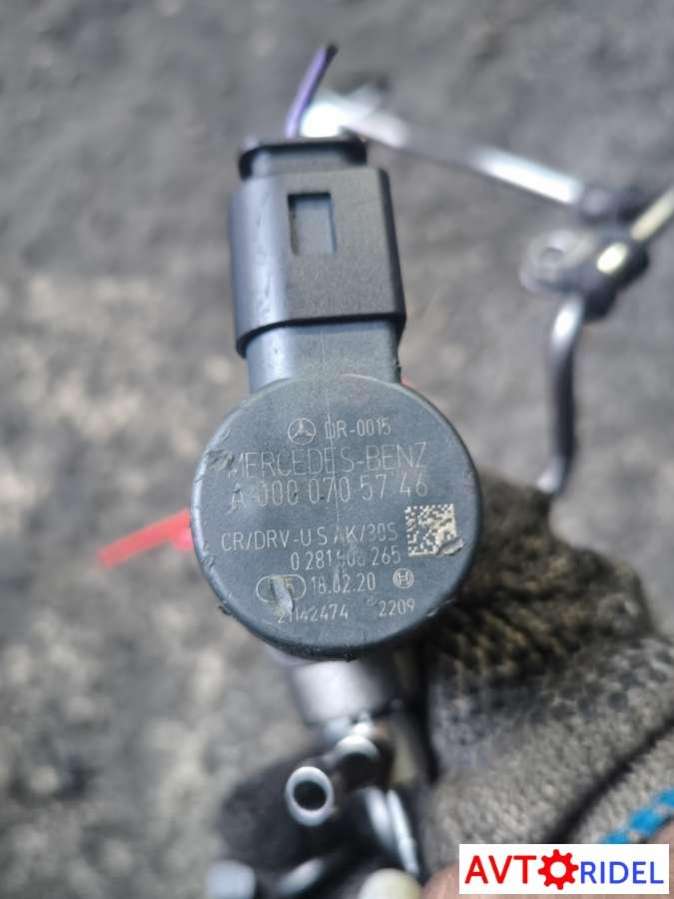 DR-0015
MERCEDES-BENZ
A 000 070 57 46
CR/DRV-U S AK/30S
0 281 265
18.02.20
21142474 2209
AVTORIDEL